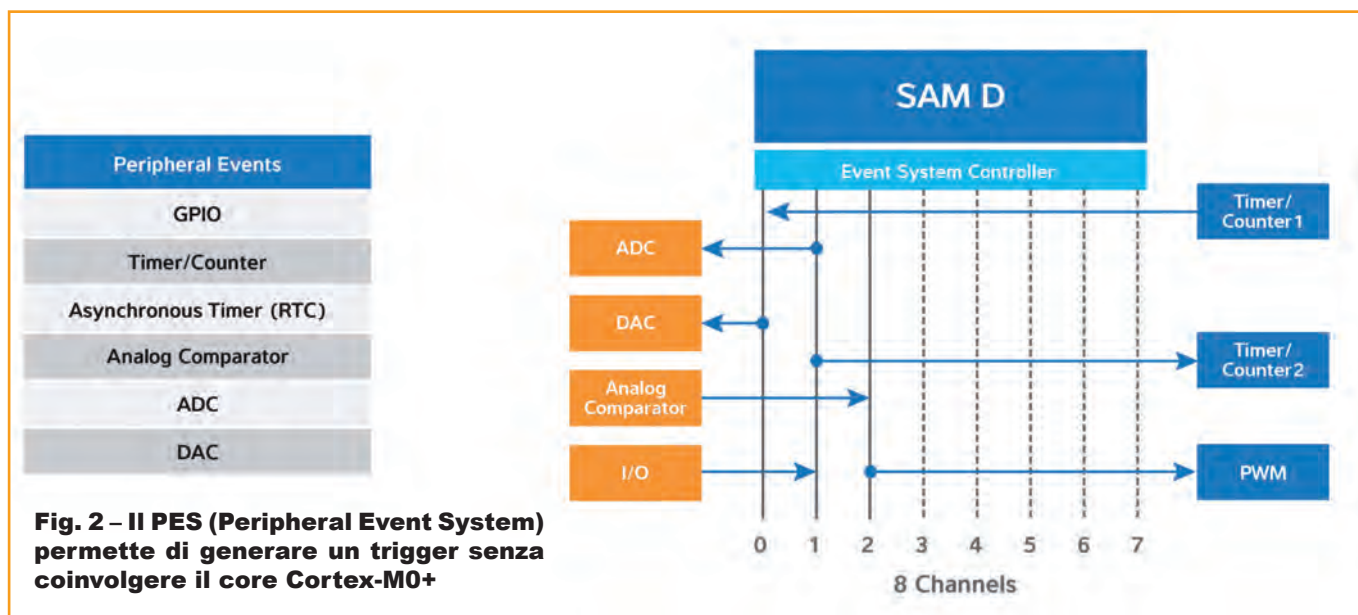 Peripheral Events
GPIO
Timer/Counter
Asynchronous Timer (RTC)
Analog Comparator
ADC
DAC
Fig. 2 – Il PES (Peripheral Event System)
permette di generare un trigger senza
coinvolgere il core Cortex-M0+
SAM D
Event System Controller
Timer/
Counter1
ADC
DAC
Timer/
Counter2
Analog
Comparator
I/O
PWM
0 1 2 3 4 5 6 7
8 Channels